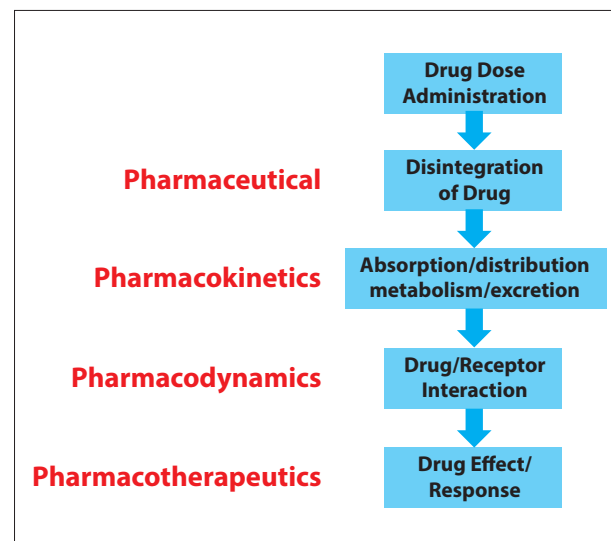 Drug Dose
Administration
Pharmaceutical
Disintegration
of Drug
Pharmacokinetics
Absorption/distribution
metabolism/excretion
Pharmacodynamics
Drug/Receptor
Interaction
Pharmacotherapeutics
Drug Effect/
Response